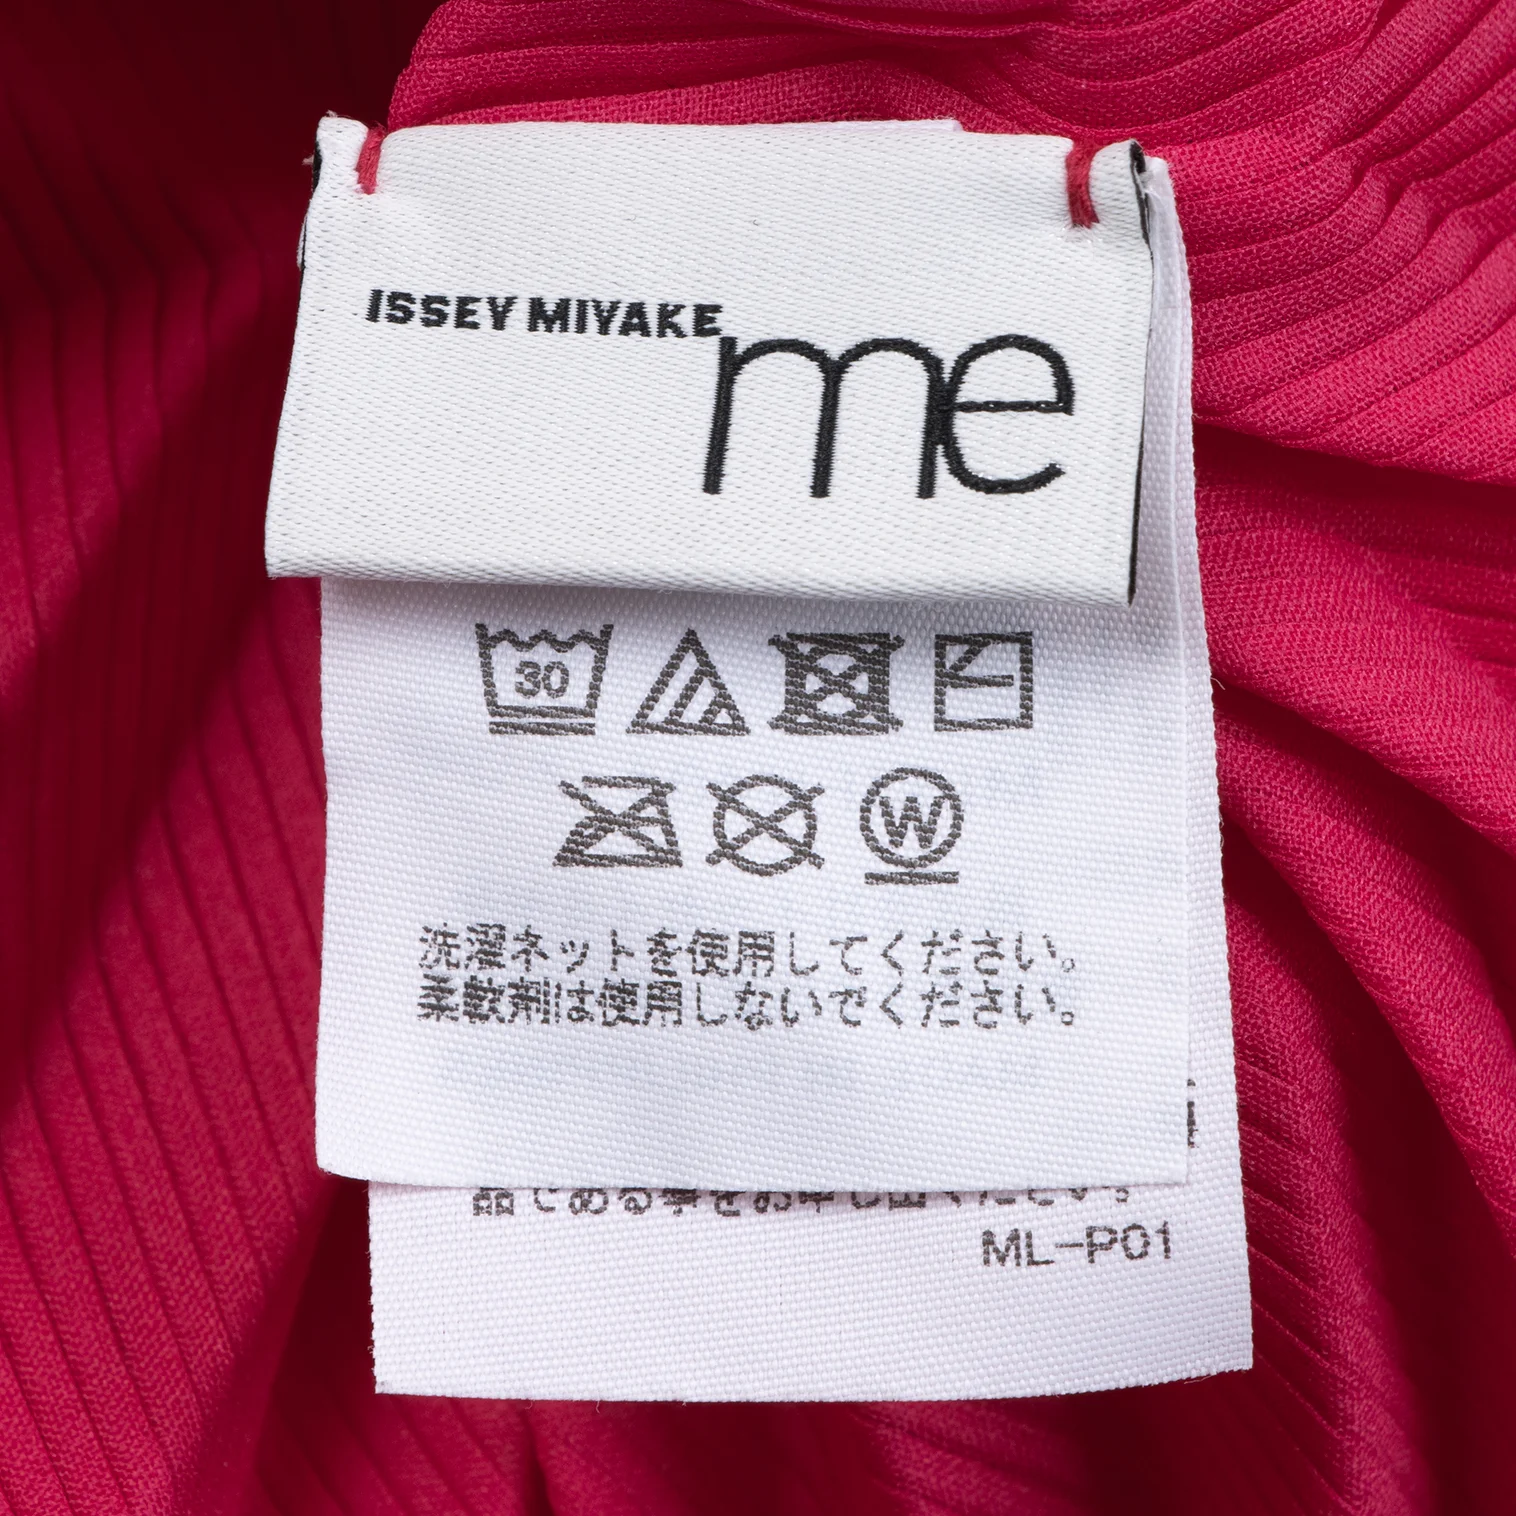 ISSEY MIYAKE
me
30
W
洗濯ネットを使用してください。
柔軟剤は使用しないでください。
ML-P01